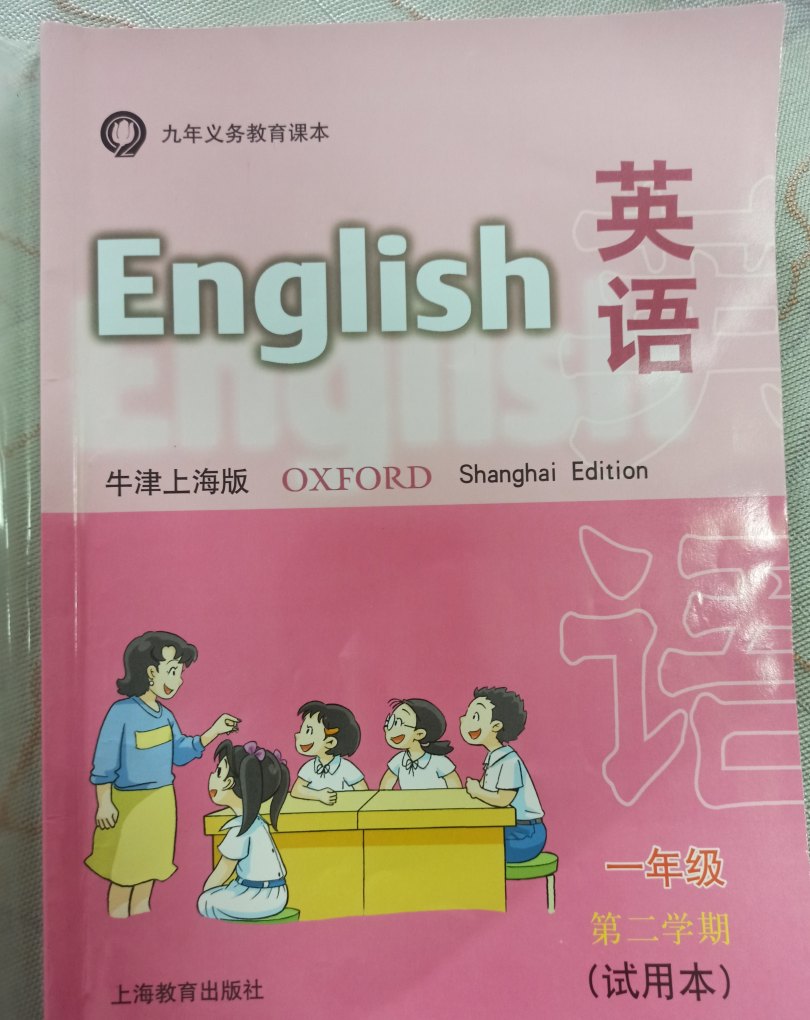 九年义务教育课本
English
英语
牛津上海版 OXFORD Shanghai Edition
一年级
第二学期
(试用本)
上海教育出版社